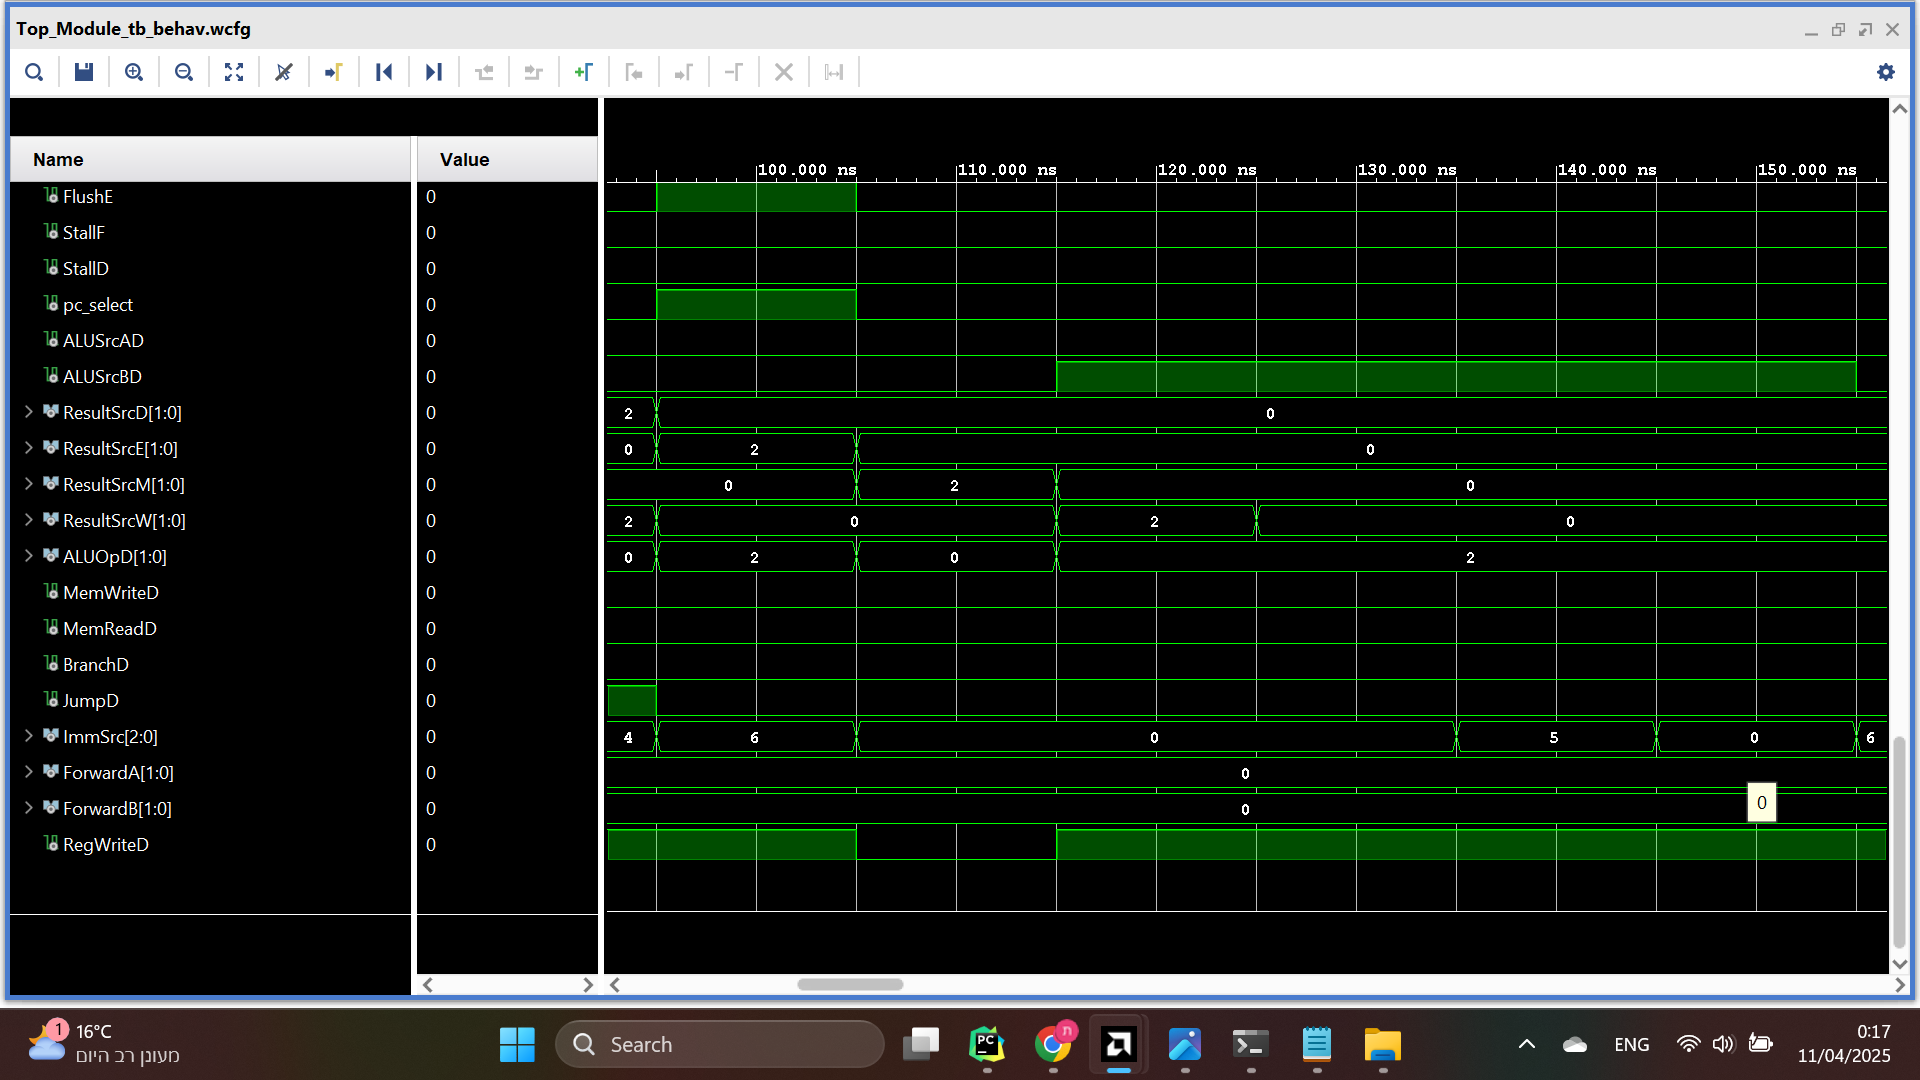 Top_Module_tb_behav.wcfg
Name Value
100.000 ns 110.000 ns 120.000 ns 130.000 ns 140.000 ns 150.000 ns
FlushE 0
StallF 0
StallD 0
pc_select 0
ALUSrcAD 0
ALUSrcBD 0
ResultSrcD[1:0] 0 2 0
ResultSrcE[1:0] 0 0 2 0
ResultSrcM[1:0] 0 0 2 0
ResultSrcW[1:0] 0 2 0 2 0
ALUOpD[1:0] 0 0 2 0 2
MemWriteD 0
MemReadD 0
BranchD 0
JumpD 0
ImmSrc[2:0] 0 4 6 0 5 0 6
ForwardA[1:0] 0 0
ForwardB[1:0] 0 0
0
RegWriteD 0
1
16°C
מעונן רב היום
Search
PC
ת
ENG
0:17
11/04/2025